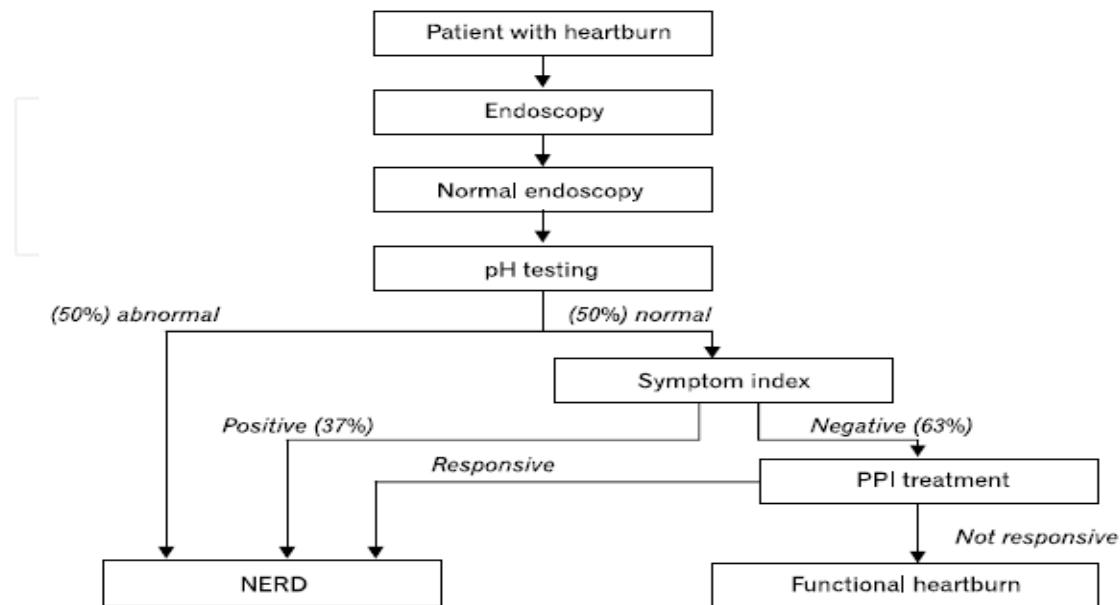 Patient with heartburn
Endoscopy
Normal endoscopy
pH testing
(50%) abnormal
(50%) normal
Symptom index
Positive (37%)
Negative (63%)
Responsive
PPI treatment
Not responsive
NERD
Functional heartburn